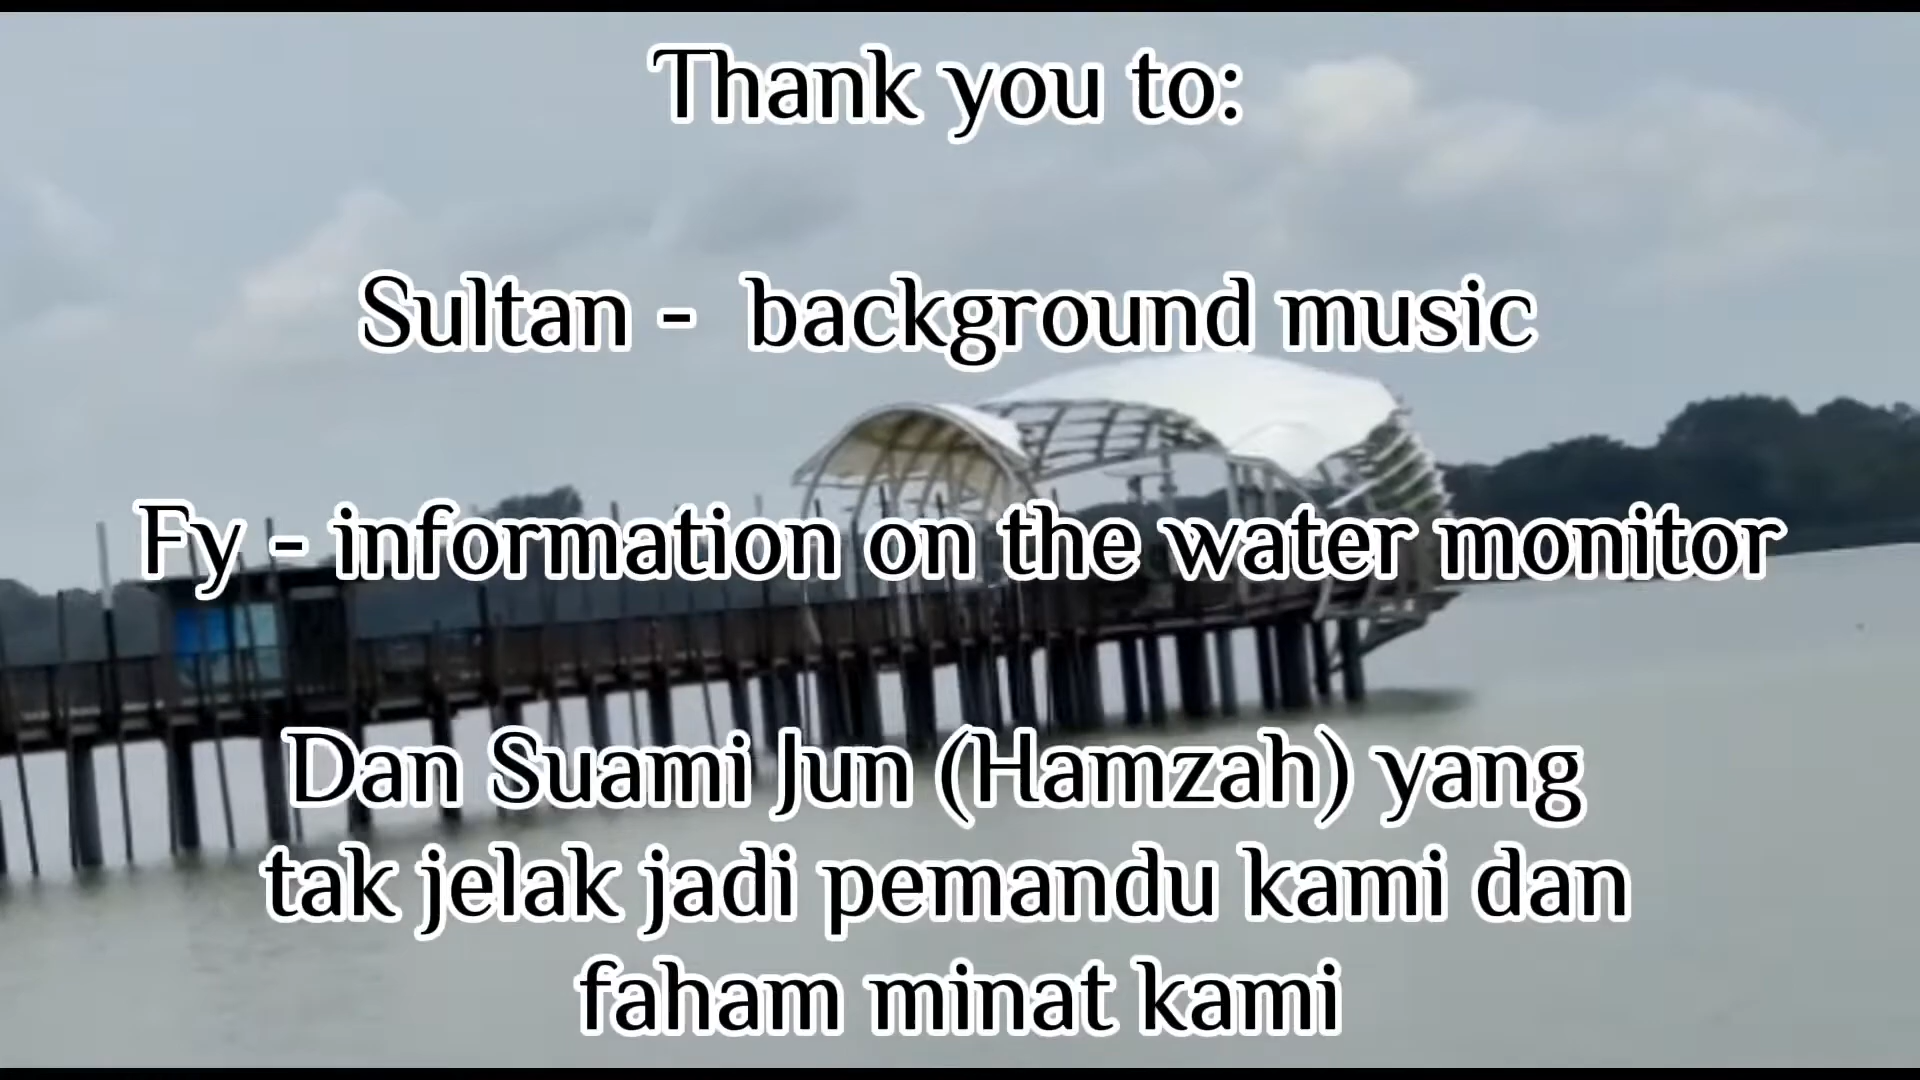 Thank you to:
Sultan -  background music
Fy - information on the water monitor
Dan Suami Jun (Hamzah) yang
tak jelak jadi pemandu kami dan
faham minat kami